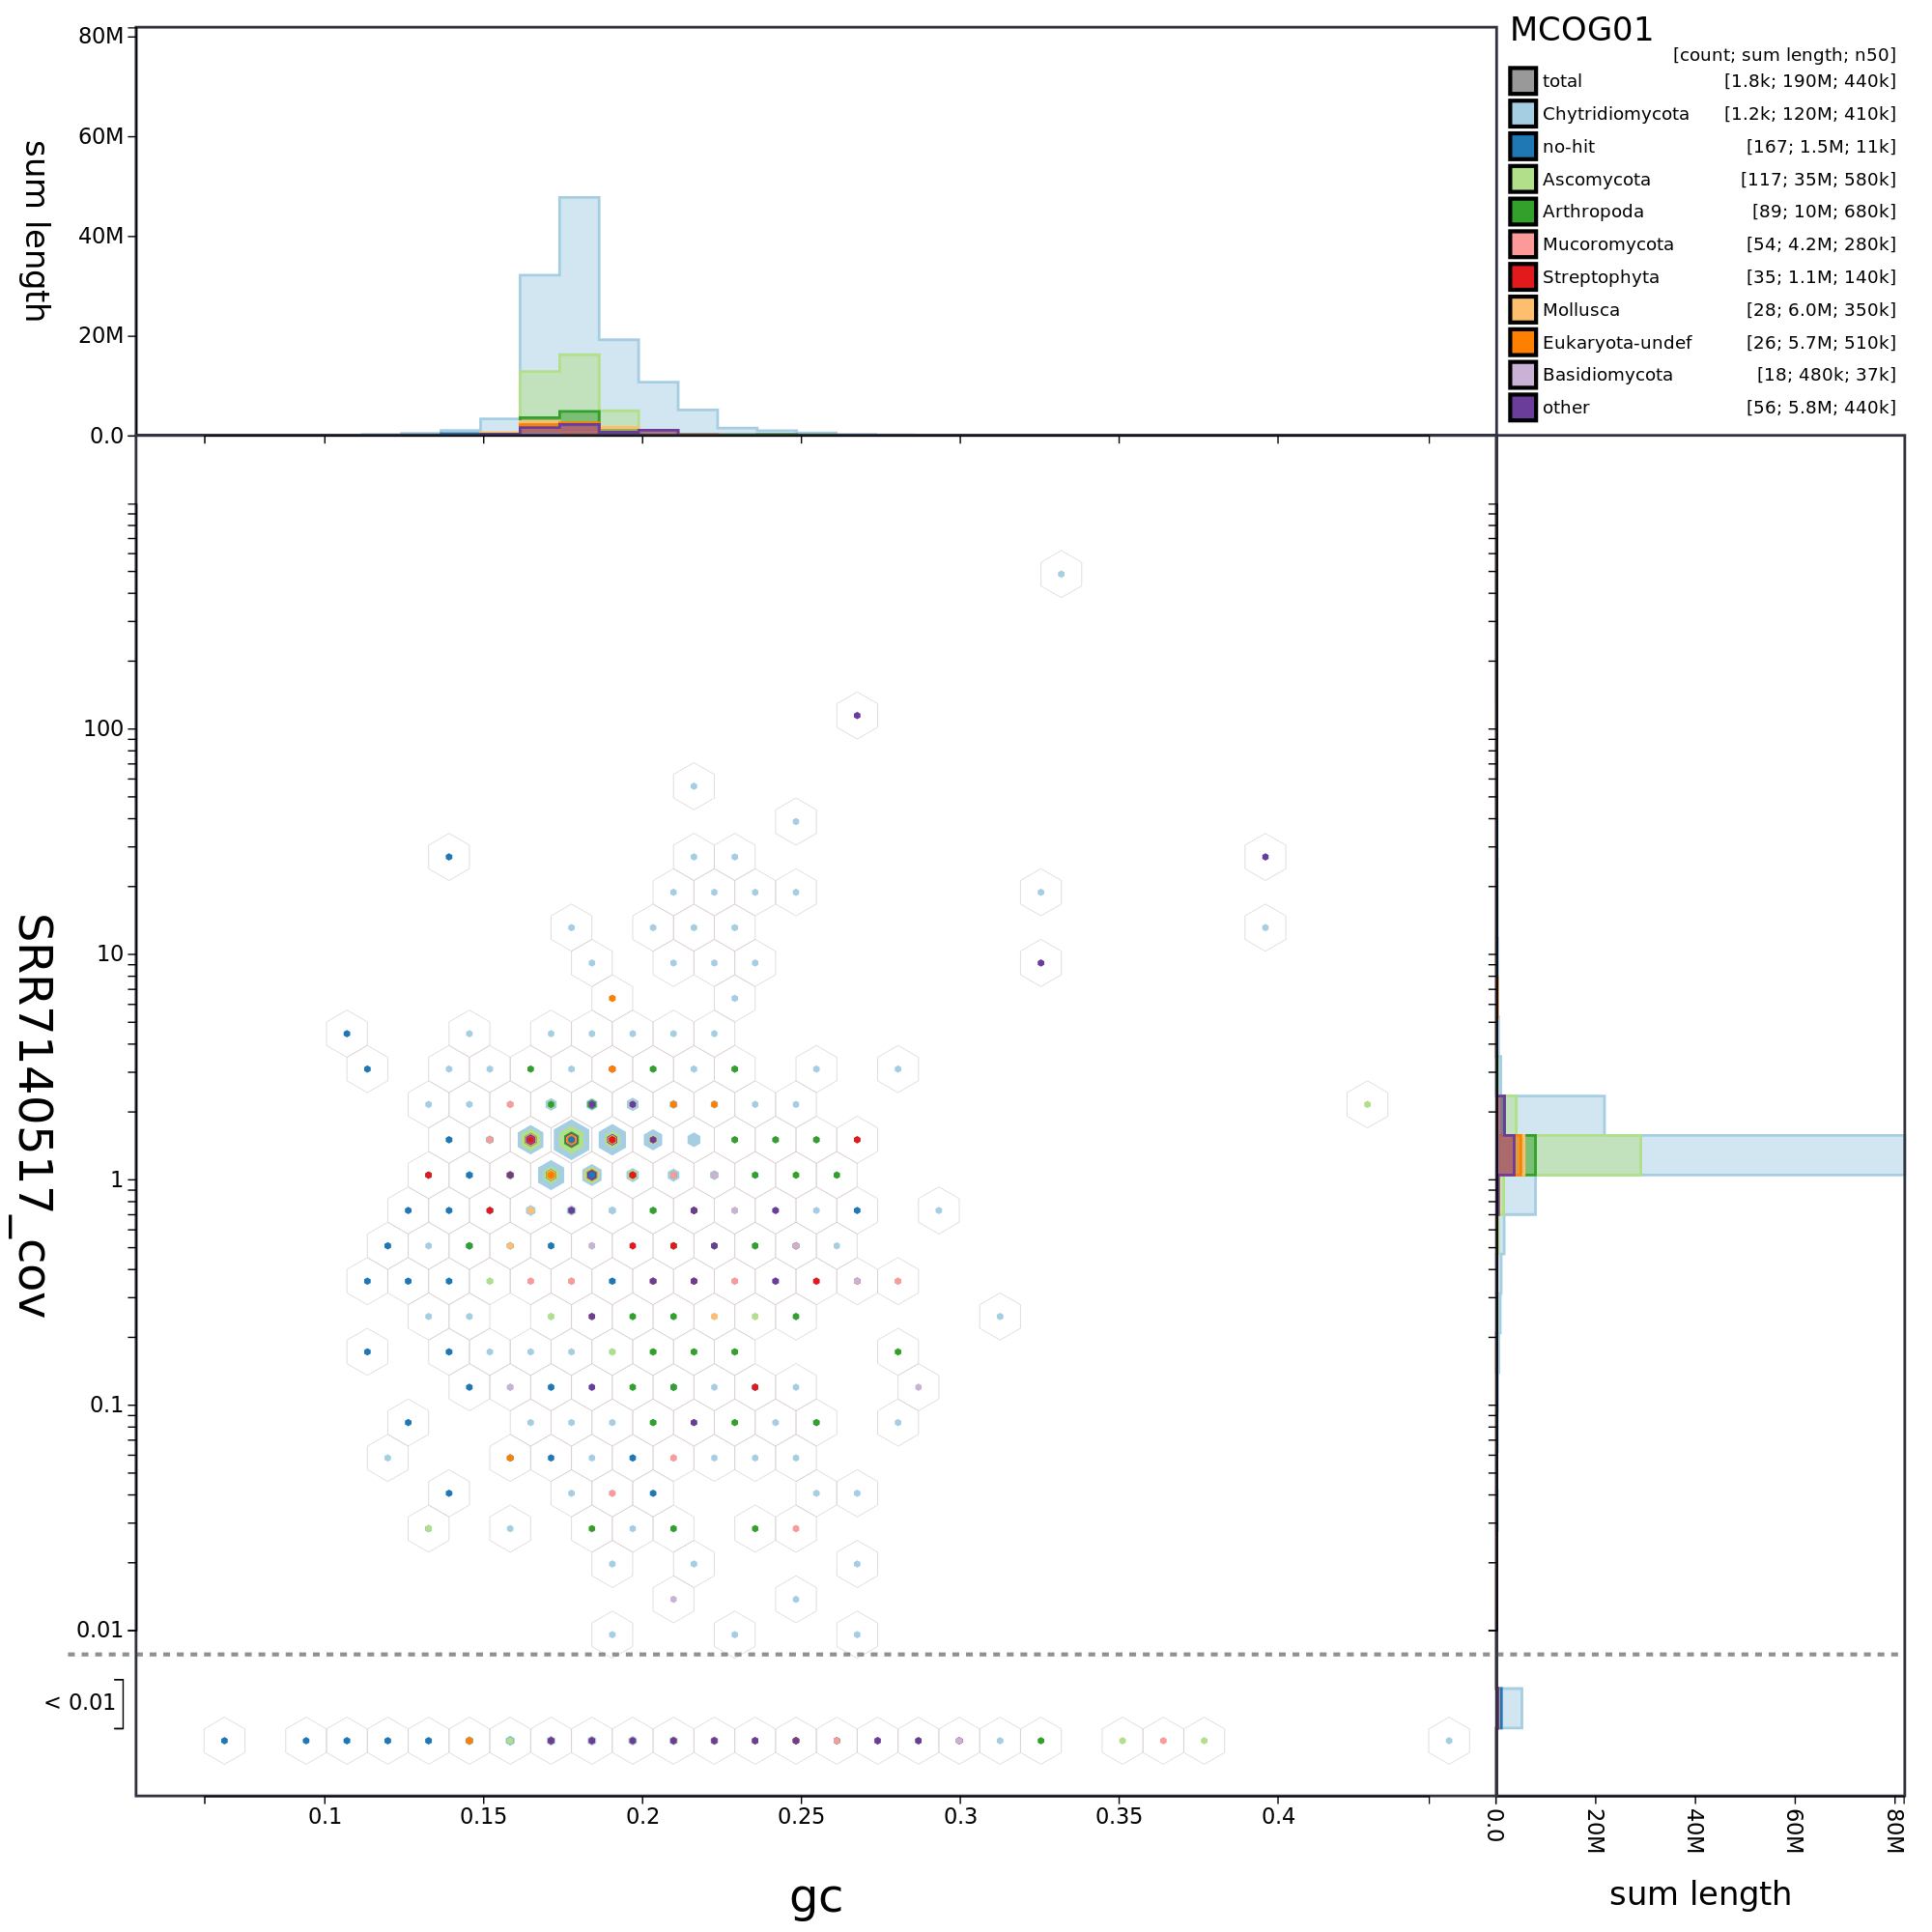 MCOG01
[count; sum length; n50]
total [1.8k; 190M; 440k]
Chytridiomycota [1.2k; 120M; 410k]
no-hit [167; 1.5M; 11k]
Ascomycota [117; 35M; 580k]
Arthropoda [89; 10M; 680k]
Mucoromycota [54; 4.2M; 280k]
Streptophyta [35; 1.1M; 140k]
Mollusca [28; 6.0M; 350k]
Eukaryota-undef [26; 5.7M; 510k]
Basidiomycota [18; 480k; 37k]
other [56; 5.8M; 440k]
80M
60M
40M
20M
0.0
sum length
100
10
1
0.1
0.01
< 0.01
SRR7140517_cov
0.1 0.15 0.2 0.25 0.3 0.35 0.4
gc
0.0 20M 40M 60M 80M
sum length